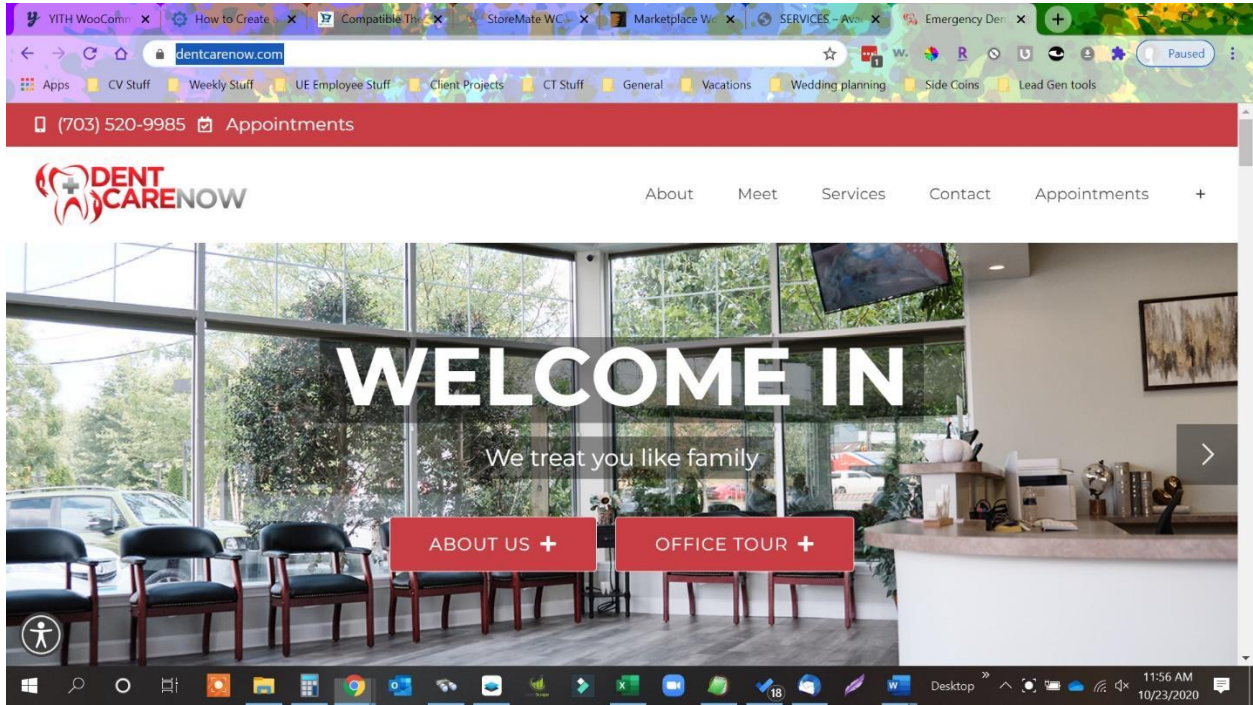 YITH WooComm
How to Create a
Compatible The
StoreMate WC
Marketplace Wo
SERVICES – Ava
Emergency Den
dentcarenow.com
1
W.
R
Paused
Apps
CV Stuff
Weekly Stuff
UE Employee Stuff
Client Projects
CT Stuff
General
Vacations
Wedding planning
Side Coins
Lead Gen tools
(703) 520-9985
Appointments
DENT
CARENOW
About
Meet
Services
Contact
Appointments
+
WELCOME IN
We treat you like family
ABOUT US +
OFFICE TOUR +
18
Desktop
11:56 AM
10/23/2020